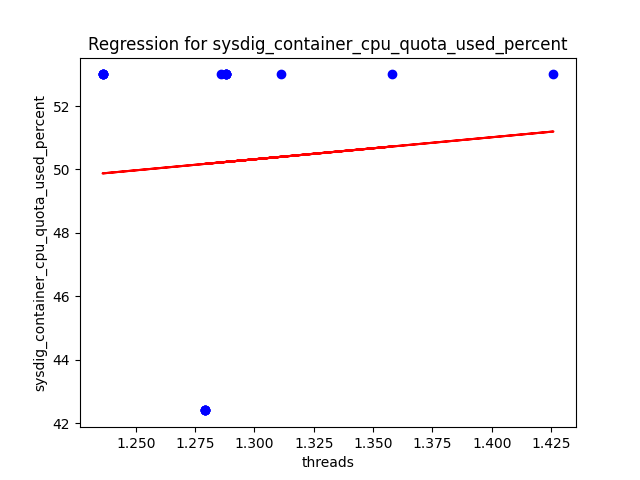 Regression for sysdig_container_cpu_quota_used_percent
sysdig_container_cpu_quota_used_percent
52
50
48
46
44
42
1.250 1.275 1.300 1.325 1.350 1.375 1.400 1.425
threads